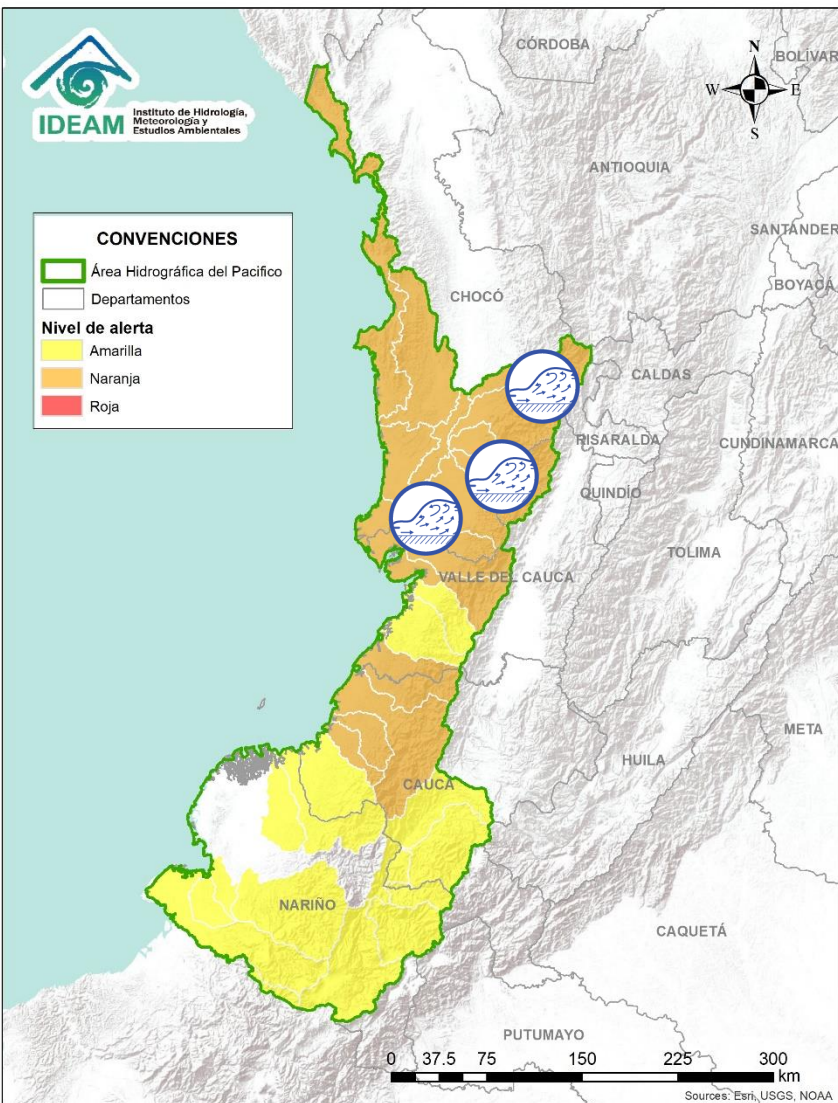 IDEAM
Instituto de Hidrología,
Meteorología y
Estudios Ambientales
CÓRDOBA
BOLÍVAR
N
W
E
S
ANTIOQUIA
SANTANDER
BOYACÁ
CONVENCIONES
Área Hidrográfica del Pacifico
Departamentos
Nivel de alerta
Amarilla
Naranja
Roja
CHOCÓ
CALDAS
RISARALDA
CUNDINAMARCA
QUINDÍO
TOLIMA
VALLE DEL CAUCA
META
HUILA
CAUCA
NARIÑO
CAQUETÁ
PUTUMAYO
0 37.5 75 150 225 300
km
Sources: Esri, USGS, NOAA